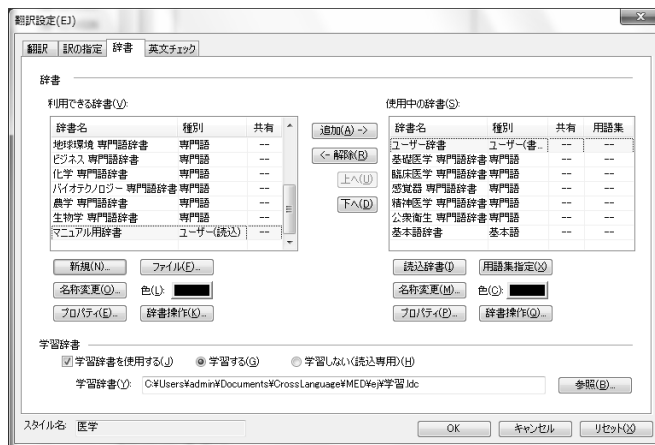 翻訳設定(EJ)
翻訳 訳の指定 辞書 英文チェック
辞書
利用できる辞書(V):
辞書名 種別 共有
地球環境 専門語辞書 専門語 --
ビジネス 専門語辞書 専門語 --
化学 専門語辞書 専門語 --
バイオテクノロジー 専門語辞書 専門語 --
農学 専門語辞書 専門語 --
生物学 専門語辞書 専門語 --
マニュアル用辞書 ユーザー(読込) --
新規(N)... ファイル(F)...
名称変更(O)... 色(L):
プロパティ(E)... 辞書操作(K)...
追加(A) ->
<- 解除(R)
上へ(U)
下へ(D)
使用中の辞書(S):
辞書名 種別 共有 用語集
ユーザー辞書 ユーザー(書... -- --
基礎医学 専門語辞書 専門語 -- --
臨床医学 専門語辞書 専門語 -- --
感覚器 専門語辞書 専門語 -- --
精神医学 専門語辞書 専門語 -- --
公衆衛生 専門語辞書 専門語 -- --
基本語辞書 基本語 -- --
読込辞書(I) 用語集指定(X)
名称変更(M)... 色(C):
プロパティ(P)... 辞書操作(Q)...
学習辞書
学習辞書を使用する(J) 学習する(G) 学習しない(読込専用)(H)
学習辞書(Y): C:¥Users¥admin¥Documents¥CrossLanguage¥MED¥ej¥学習.ldc 参照(B)...
スタイル名: 医学 OK キャンセル リセット(X)